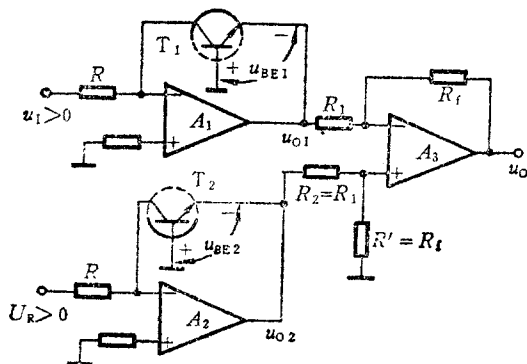 T₁
R
− + u_BE1
u_I>0
−
A₁
+
u_O1
R₁
R_f
−
A₃
+
u_O
T₂
R₂=R₁
− + u_BE2
R′ = R_f
R
U_R>0
−
A₂
+
u_O2